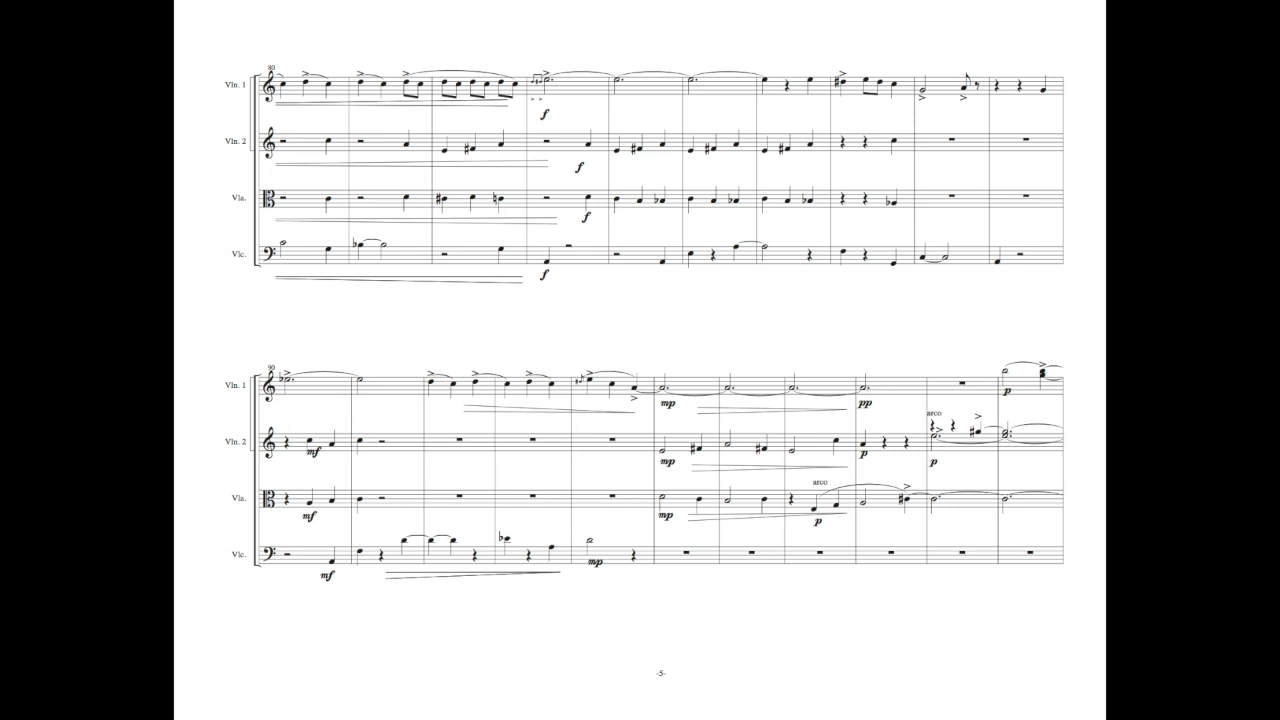 80
Vln. 1
f
Vln. 2
f
Vla.
f
Vlc.
f
90
Vln. 1
mp
pp
p
Vln. 2
mf
mp
p
arco
p
Vla.
mf
mp
arco
p
Vlc.
mf
mp
-5-